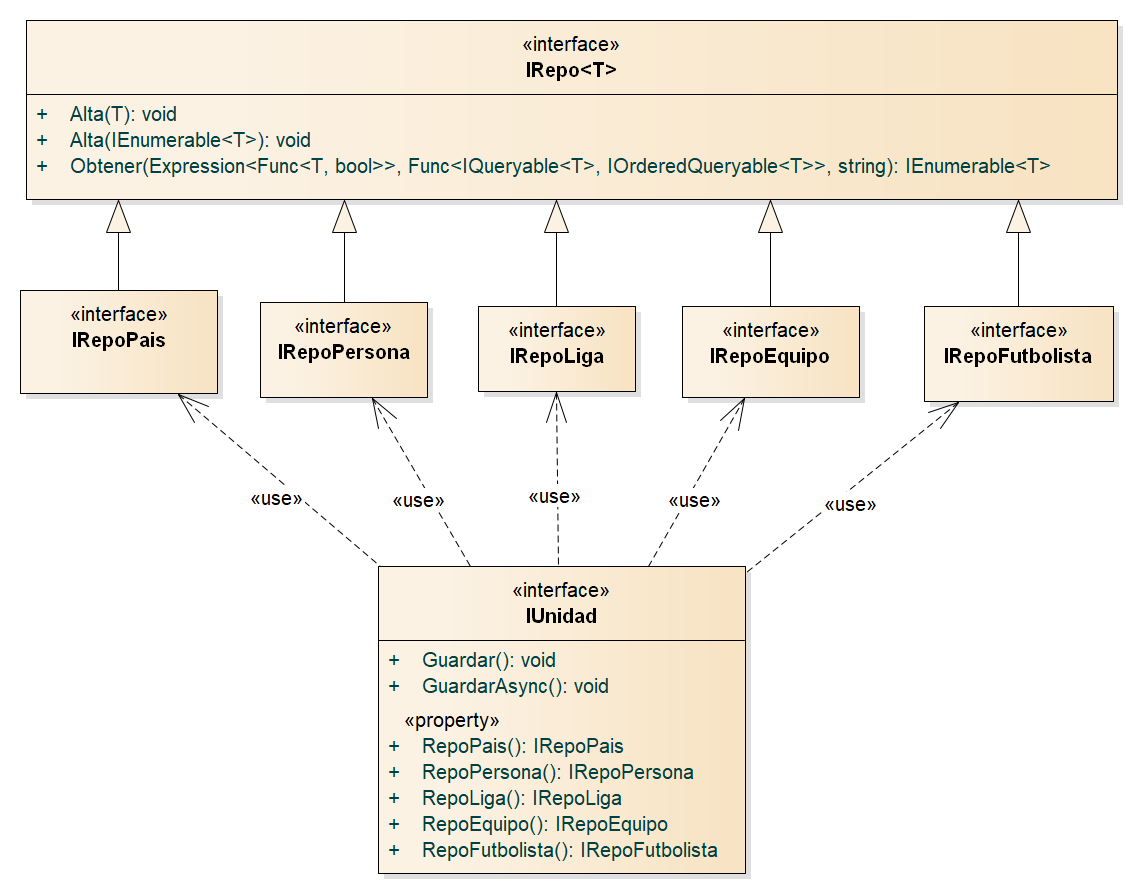 «interface»
IRepo<T>
+ Alta(T): void
+ Alta(IEnumerable<T>): void
+ Obtener(Expression<Func<T, bool>>, Func<IQueryable<T>, IOrderedQueryable<T>>, string): IEnumerable<T>
«interface»
IRepoPais
«interface»
IRepoPersona
«interface»
IRepoLiga
«interface»
IRepoEquipo
«interface»
IRepoFutbolista
«use»
«use»
«use»
«use»
«use»
«interface»
IUnidad
+ Guardar(): void
+ GuardarAsync(): void
«property»
+ RepoPais(): IRepoPais
+ RepoPersona(): IRepoPersona
+ RepoLiga(): IRepoLiga
+ RepoEquipo(): IRepoEquipo
+ RepoFutbolista(): IRepoFutbolista